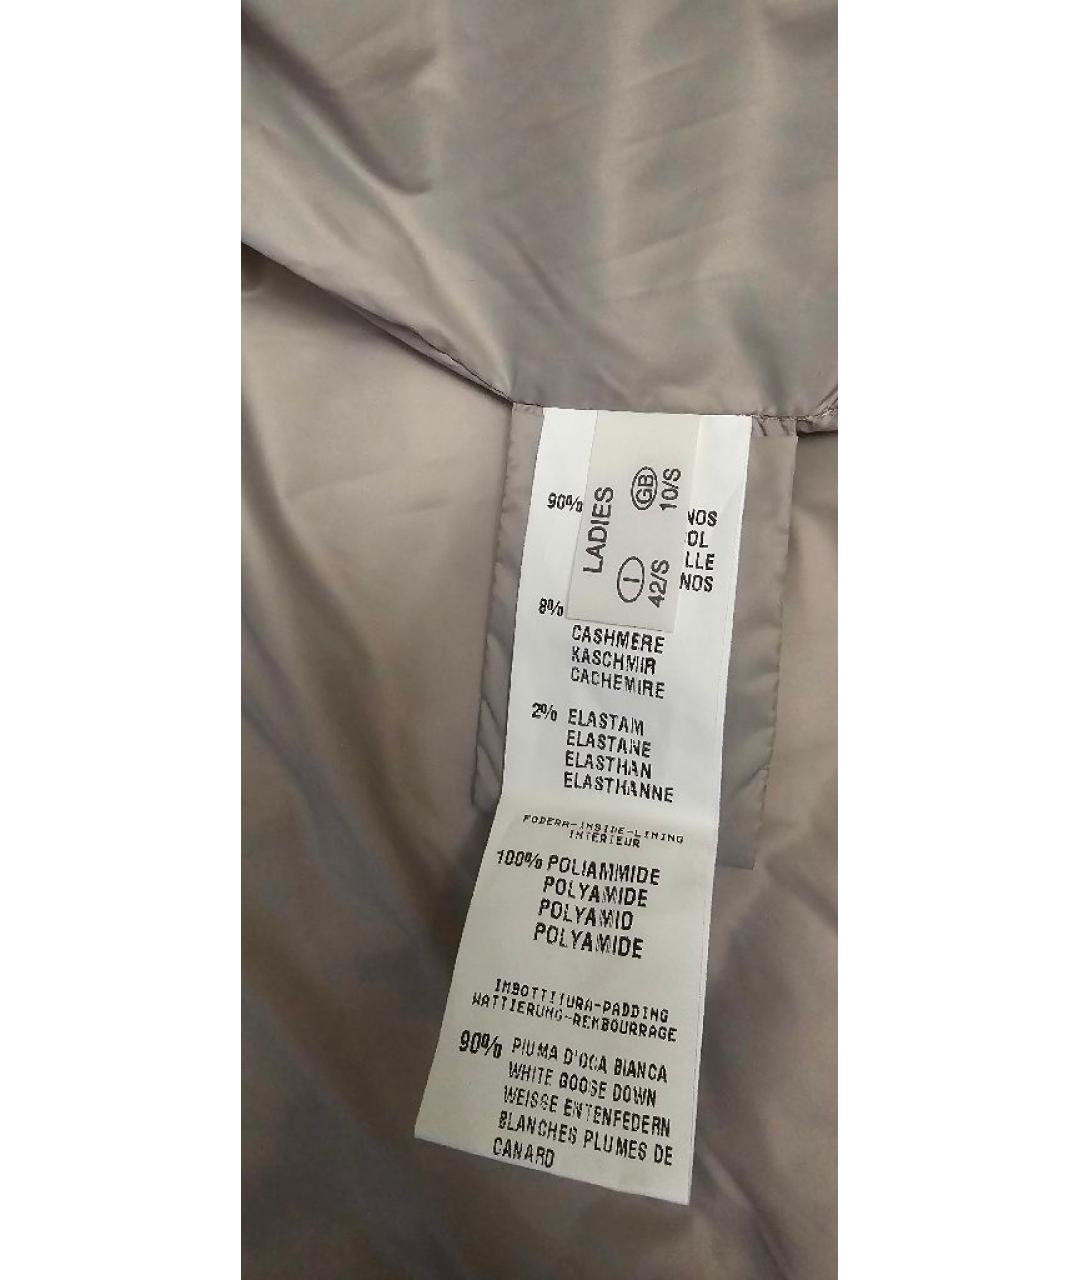 LADIES
GB
10/S
I
42/S
90%
NOS
OL
LLE
NOS
8%
CASHMERE
KASCHMIR
CACHEMIRE
2% ELASTAM
ELASTANE
ELASTHAN
ELASTHANNE
FODERA-INSIDE-LINING
INTERIEUR
100% POLIAMMIDE
POLYAMIDE
POLYAMID
POLYAMIDE
IMBOTTITURA-PADDING
WATTIERUNG-REMBOURRAGE
90% PIUMA D'OCA BIANCA
WHITE GOOSE DOWN
WEISSE ENTENFEDERN
BLANCHES PLUMES DE
CANARD